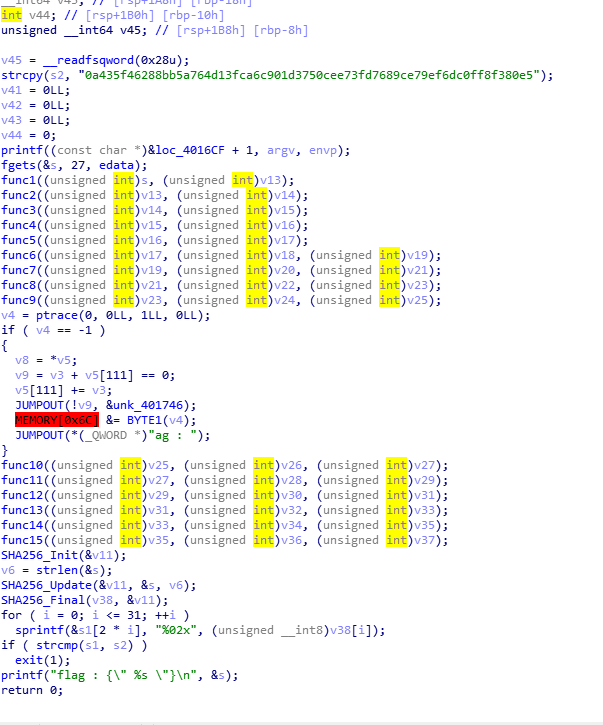 __int64 v43; // [rsp+1A8h] [rbp-18h]
int v44; // [rsp+1B0h] [rbp-10h]
unsigned __int64 v45; // [rsp+1B8h] [rbp-8h]
v45 = __readfsqword(0x28u);
strcpy(s2, "0a435f46288bb5a764d13fca6c901d3750cee73fd7689ce79ef6dc0ff8f380e5");
v41 = 0LL;
v42 = 0LL;
v43 = 0LL;
v44 = 0;
printf((const char *)&loc_4016CF + 1, argv, envp);
fgets(&s, 27, edata);
func1((unsigned int)s, (unsigned int)v13);
func2((unsigned int)v13, (unsigned int)v14);
func3((unsigned int)v14, (unsigned int)v15);
func4((unsigned int)v15, (unsigned int)v16);
func5((unsigned int)v16, (unsigned int)v17);
func6((unsigned int)v17, (unsigned int)v18, (unsigned int)v19);
func7((unsigned int)v19, (unsigned int)v20, (unsigned int)v21);
func8((unsigned int)v21, (unsigned int)v22, (unsigned int)v23);
func9((unsigned int)v23, (unsigned int)v24, (unsigned int)v25);
v4 = ptrace(0, 0LL, 1LL, 0LL);
if ( v4 == -1 )
{
v8 = *v5;
v9 = v3 + v5[111] == 0;
v5[111] += v3;
JUMPOUT(!v9, &unk_401746);
MEMORY[0x6C] &= BYTE1(v4);
JUMPOUT(*(_QWORD *)"ag : ");
}
func10((unsigned int)v25, (unsigned int)v26, (unsigned int)v27);
func11((unsigned int)v27, (unsigned int)v28, (unsigned int)v29);
func12((unsigned int)v29, (unsigned int)v30, (unsigned int)v31);
func13((unsigned int)v31, (unsigned int)v32, (unsigned int)v33);
func14((unsigned int)v33, (unsigned int)v34, (unsigned int)v35);
func15((unsigned int)v35, (unsigned int)v36, (unsigned int)v37);
SHA256_Init(&v11);
v6 = strlen(&s);
SHA256_Update(&v11, &s, v6);
SHA256_Final(v38, &v11);
for ( i = 0; i <= 31; ++i )
sprintf(&s1[2 * i], "%02x", (unsigned __int8)v38[i]);
if ( strcmp(s1, s2) )
exit(1);
printf("flag : {\" %s \"}\n", &s);
return 0;